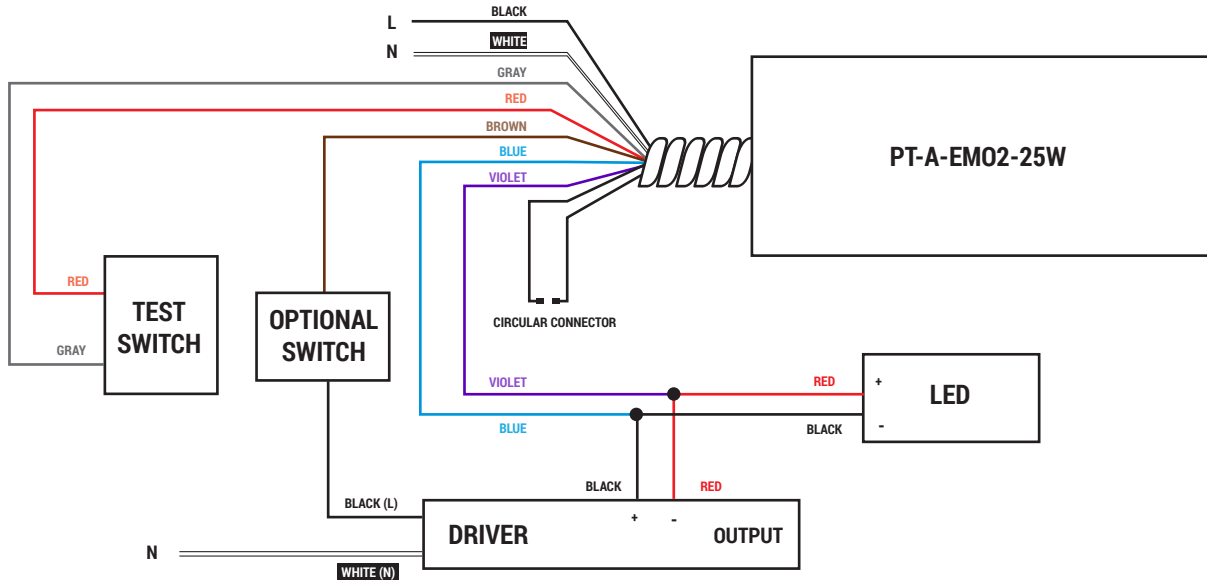 L
BLACK
N
WHITE
GRAY
RED
BROWN
BLUE
VIOLET
PT-A-EMO2-25W
RED
TEST
SWITCH
GRAY
OPTIONAL
SWITCH
CIRCULAR CONNECTOR
VIOLET
BLUE
RED
BLACK
+
-
LED
BLACK (L)
BLACK
RED
DRIVER
+
-
OUTPUT
N
WHITE (N)